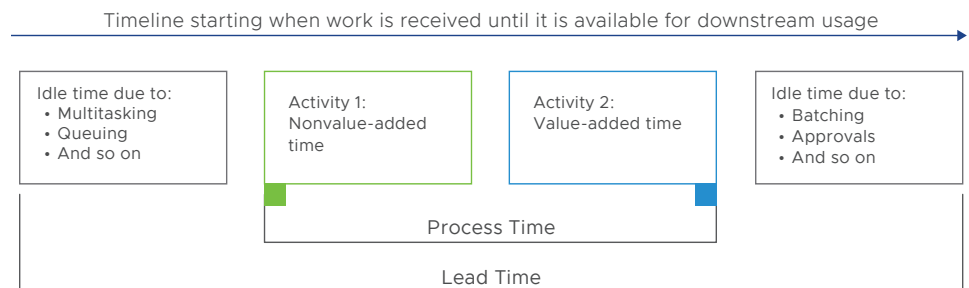 Timeline starting when work is received until it is available for downstream usage
Idle time due to:
• Multitasking
• Queuing
• And so on
Activity 1:
Nonvalue-added
time
Activity 2:
Value-added time
Idle time due to:
• Batching
• Approvals
• And so on
Process Time
Lead Time